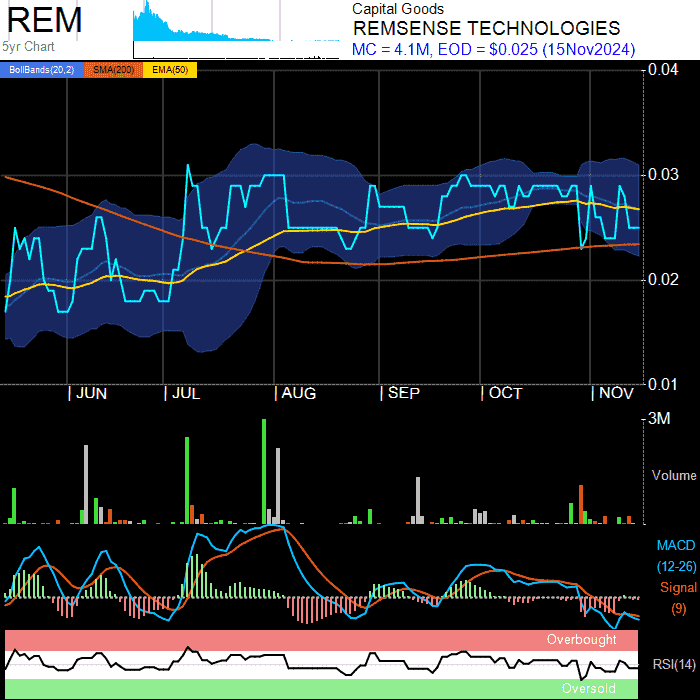 REM
5yr Chart
Capital Goods
REMSENSE TECHNOLOGIES
MC = 4.1M, EOD = $0.025 (15Nov2024)
BollBands(20,2) SMA(200) EMA(50)
0.04
0.03
0.02
0.01
JUN JUL AUG SEP OCT NOV
3M
Volume
MACD
(12-26)
Signal
(9)
Overbought
RSI(14)
Oversold